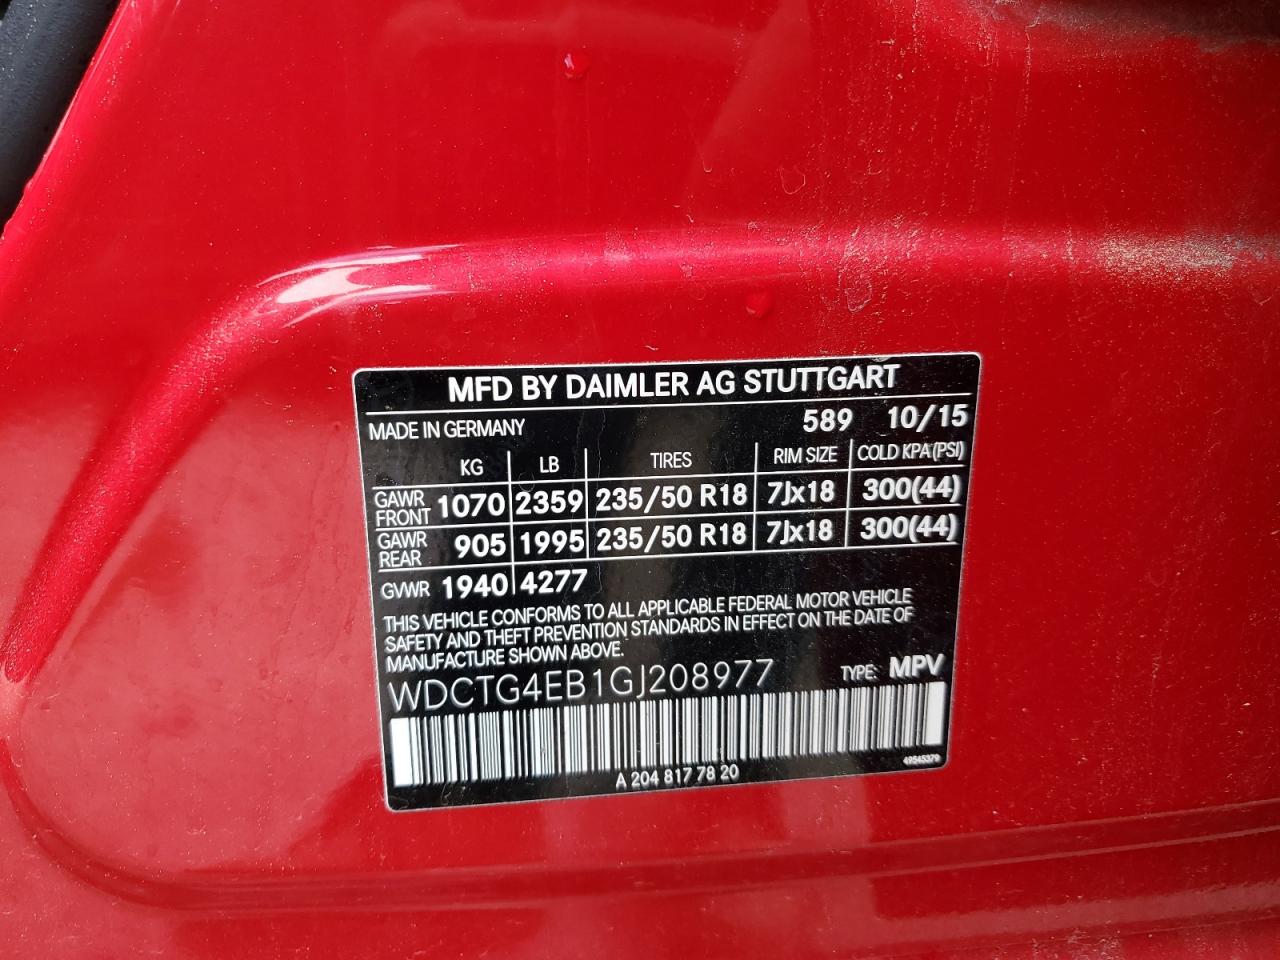 MFD BY DAIMLER AG STUTTGART
MADE IN GERMANY 589 10/15
KG LB TIRES RIM SIZE COLD KPA(PSI)
GAWR FRONT 1070 2359 235/50 R18 7Jx18 300(44)
GAWR REAR 905 1995 235/50 R18 7Jx18 300(44)
GVWR 1940 4277
THIS VEHICLE CONFORMS TO ALL APPLICABLE FEDERAL MOTOR VEHICLE
SAFETY AND THEFT PREVENTION STANDARDS IN EFFECT ON THE DATE OF
MANUFACTURE SHOWN ABOVE.
WDCTG4EB1GJ208977 TYPE: MPV
A 204 817 78 20 49545379